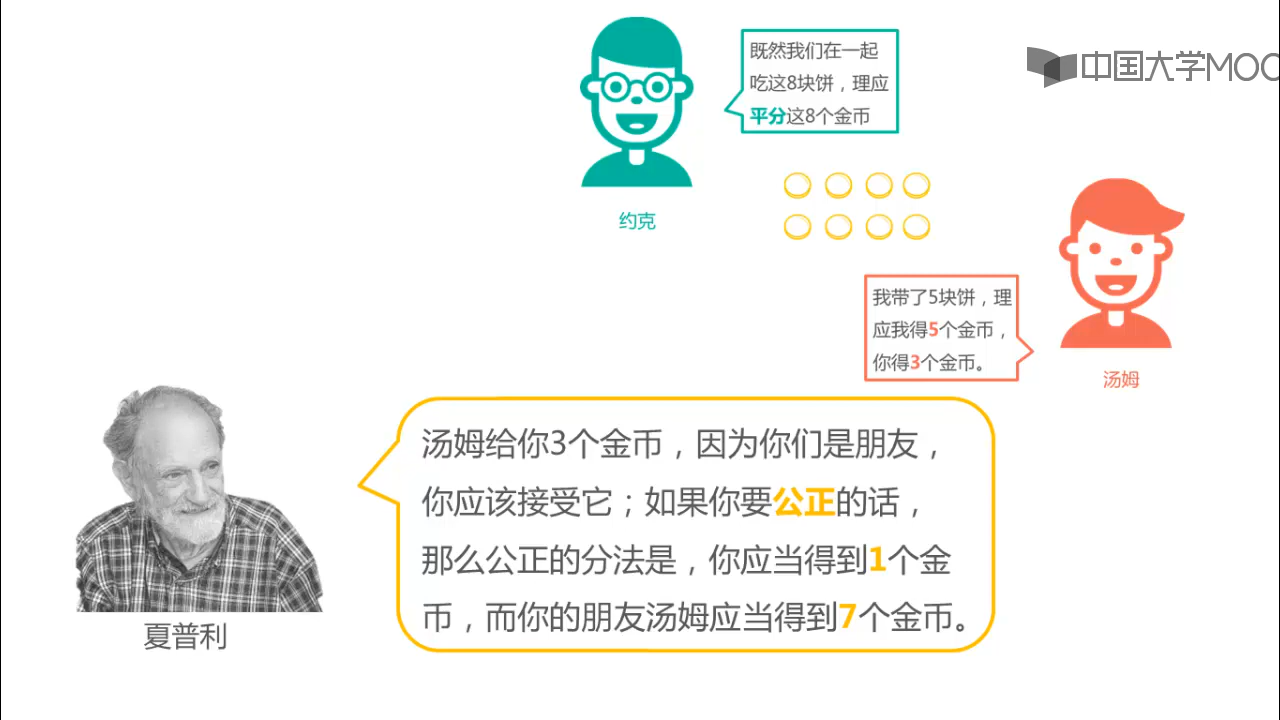 既然我们在一起
吃这8块饼，理应
平分这8个金币
中国大学MOO
约克
我带了5块饼，理
应我得5个金币，
你得3个金币。
汤姆
汤姆给你3个金币，因为你们是朋友，
你应该接受它；如果你要公正的话，
那么公正的分法是，你应当得到1个金
币，而你的朋友汤姆应当得到7个金币。
夏普利